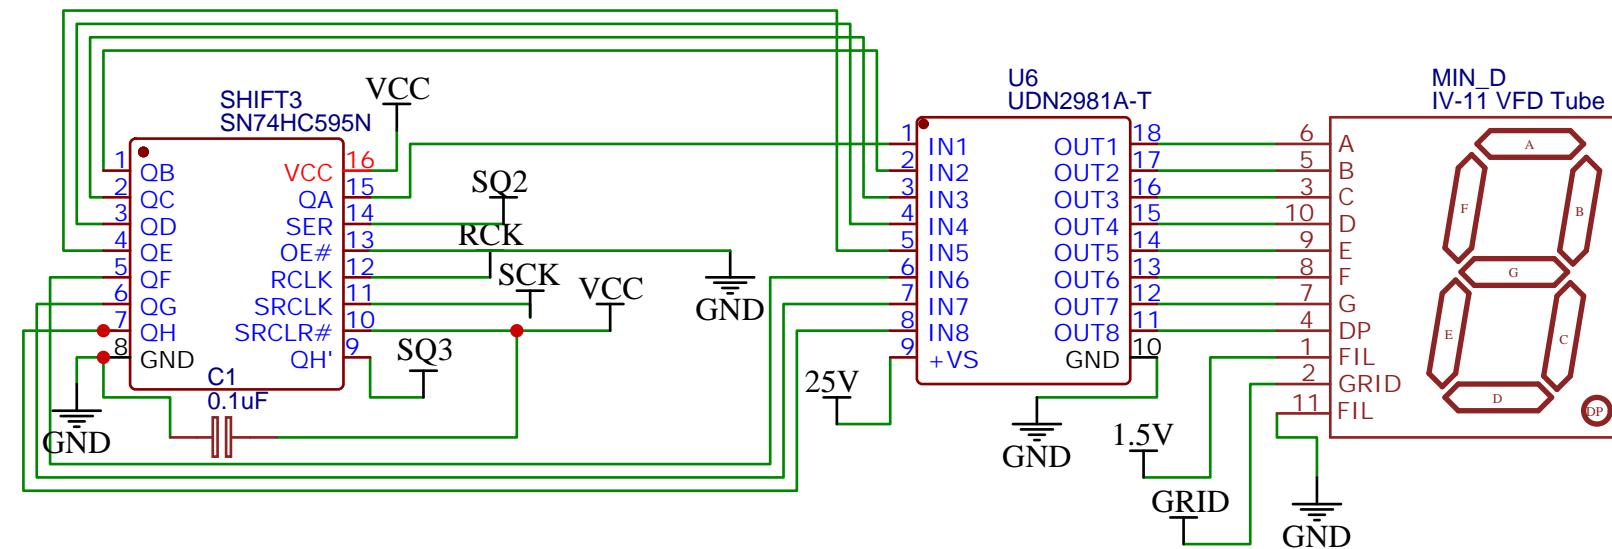 SHIFT3
SN74HC595N
VCC
1 QB
2 QC
3 QD
4 QE
5 QF
6 QG
7 QH
8 GND
VCC 16
QA 15
SER 14
OE# 13
RCLK 12
SRCLK 11
SRCLR# 10
QH' 9
SQ2
RCK
SCK
VCC
SQ3
GND
C1
0.1uF
GND
U6
UDN2981A-T
1 IN1
2 IN2
3 IN3
4 IN4
5 IN5
6 IN6
7 IN7
8 IN8
9 +VS
OUT1 18
OUT2 17
OUT3 16
OUT4 15
OUT5 14
OUT6 13
OUT7 12
OUT8 11
GND 10
25V
GND
1.5V
GRID
GND
MIN_D
IV-11 VFD Tube
6 A
5 B
3 C
10 D
9 E
8 F
7 G
4 DP
1 FIL
2 GRID
11 FIL
A
F
B
G
E
C
D
DP